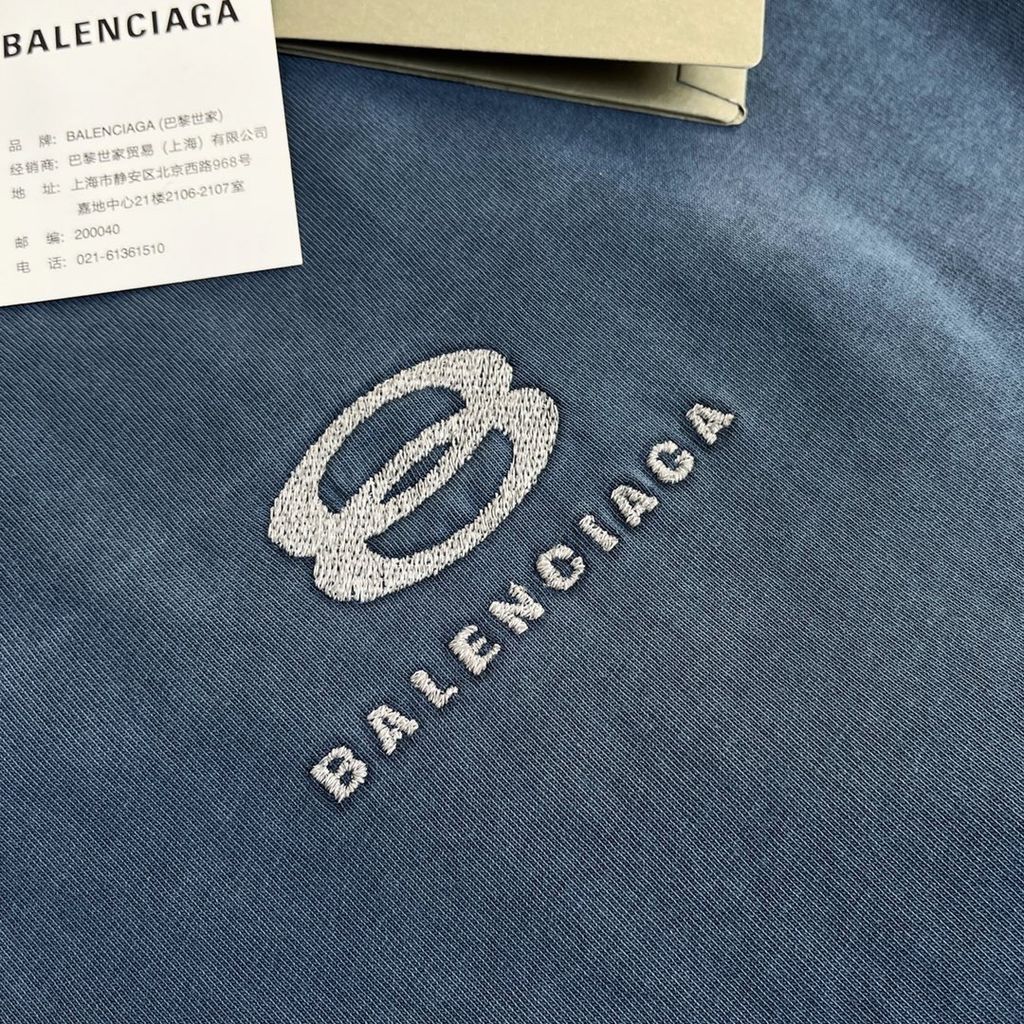 BALENCIAGA
品 牌: BALENCIAGA (巴黎世家)
经销商: 巴黎世家贸易 (上海) 有限公司
地 址: 上海市静安区北京西路968号
嘉地中心21楼2106-2107室
邮 编: 200040
电 话: 021-61361510
BALENCIAGA